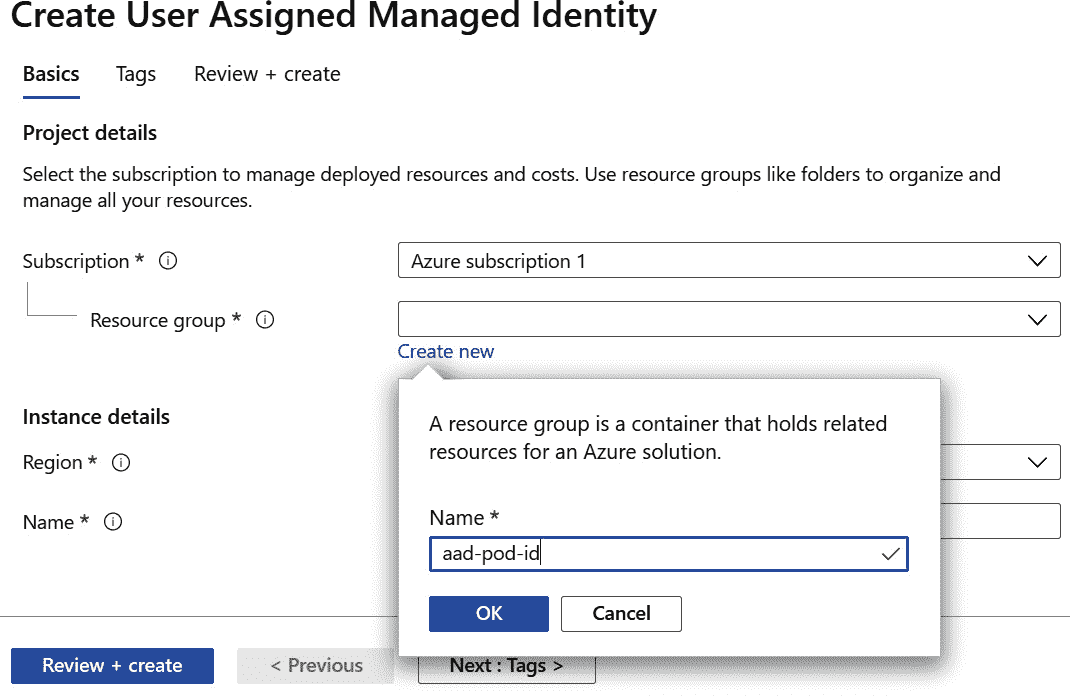 Create User Assigned Managed Identity
Basics Tags Review + create
Project details
Select the subscription to manage deployed resources and costs. Use resource groups like folders to organize and
manage all your resources.
Subscription * Azure subscription 1
Resource group *
Create new
A resource group is a container that holds related
resources for an Azure solution.
Instance details
Region *
Name *
Name *
aad-pod-id
OK Cancel
Review + create < Previous Next : Tags >